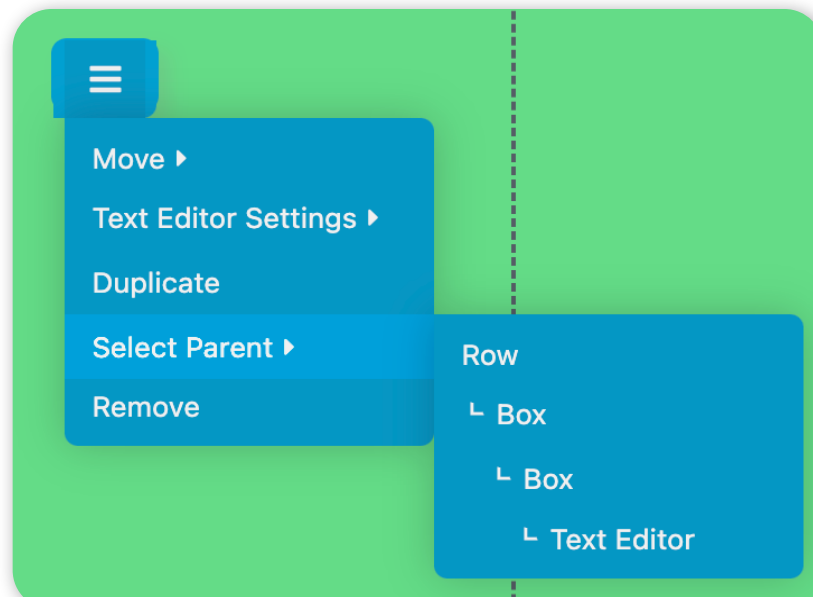 Move
Text Editor Settings
Duplicate
Select Parent
Remove
Row
Box
Box
Text Editor